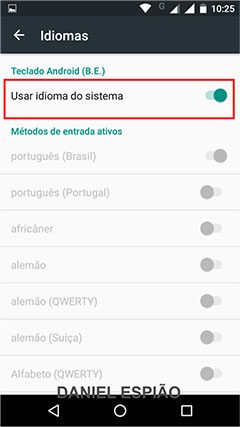 G 10:25
Idiomas
Teclado Android (B.E.)
Usar idioma do sistema
Métodos de entrada ativos
português (Brasil)
português (Portugal)
africâner
alemão
alemão (QWERTY)
alemão (Suíça)
Alfabeto (QWERTY)
DANIEL ESPIÃO